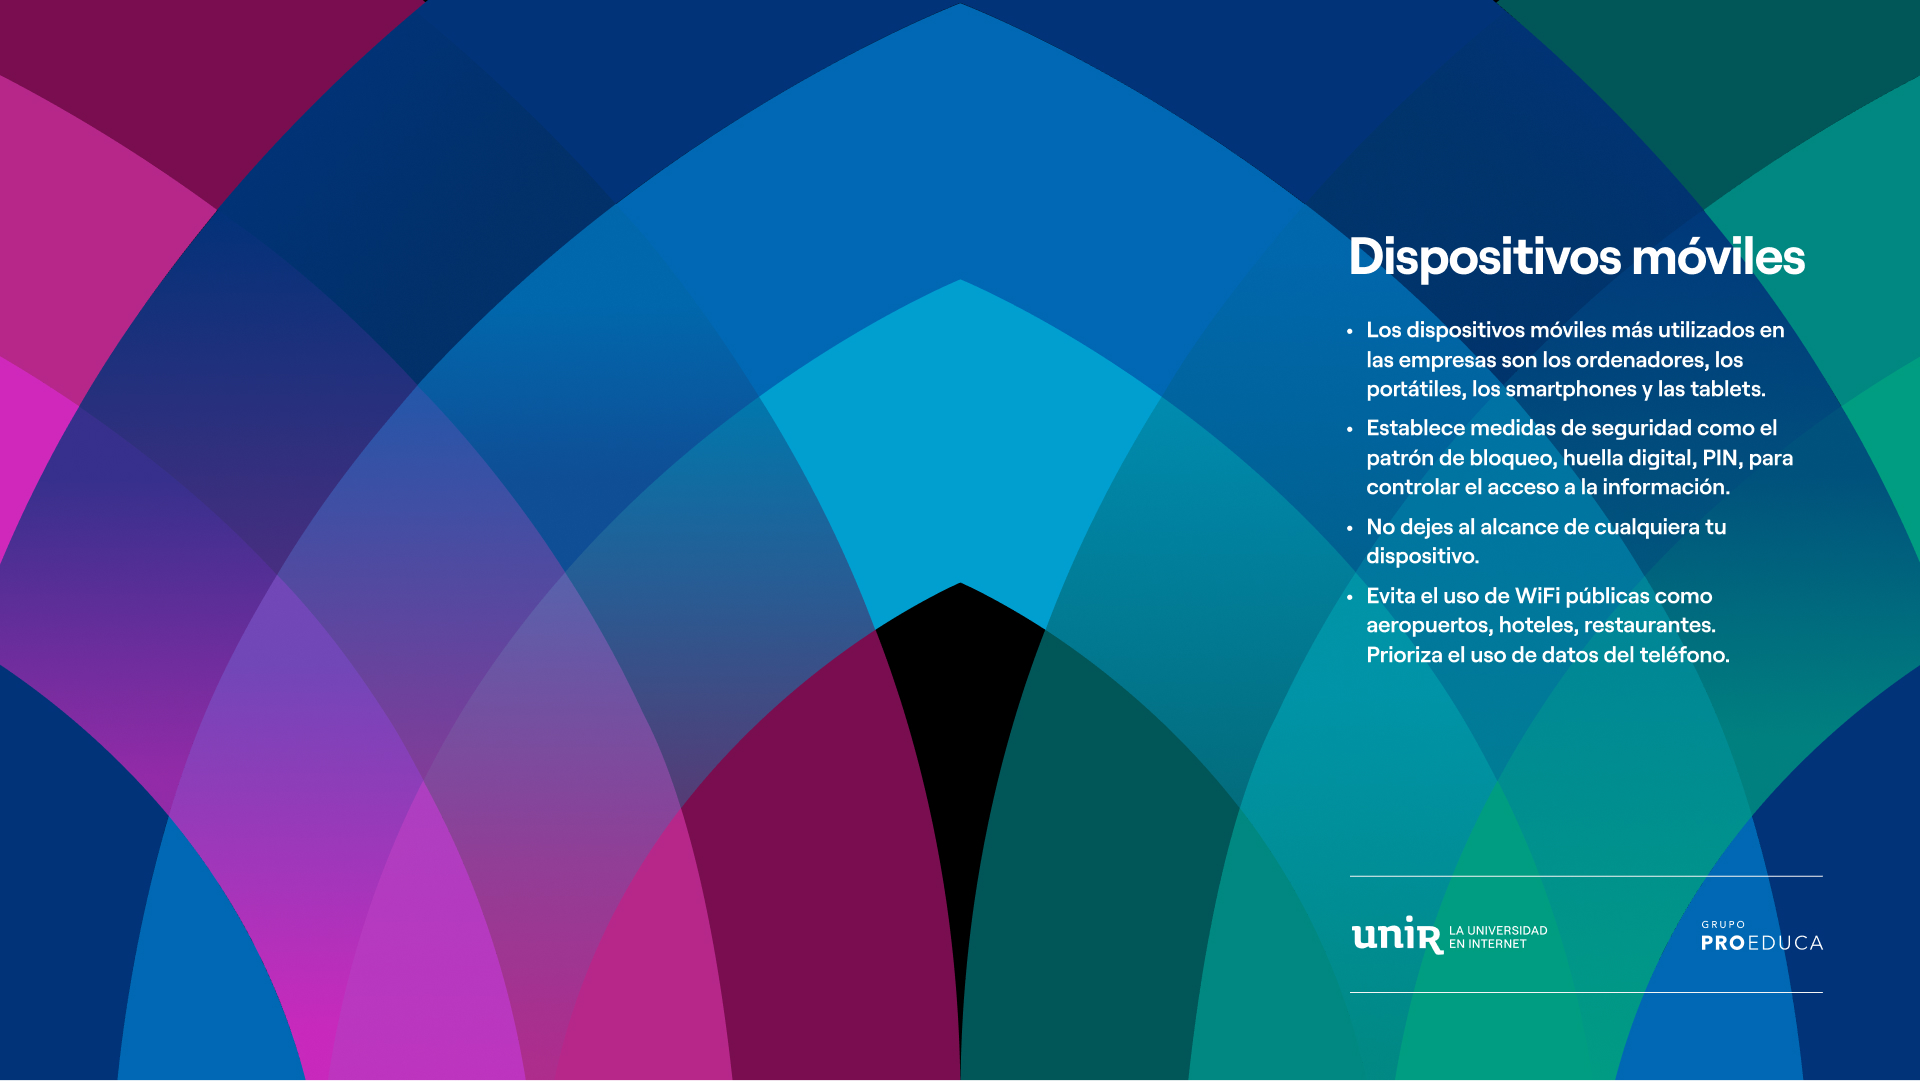 Dispositivos móviles
• Los dispositivos móviles más utilizados en
las empresas son los ordenadores, los
portátiles, los smartphones y las tablets.
• Establece medidas de seguridad como el
patrón de bloqueo, huella digital, PIN, para
controlar el acceso a la información.
• No dejes al alcance de cualquiera tu
dispositivo.
• Evita el uso de WiFi públicas como
aeropuertos, hoteles, restaurantes.
Prioriza el uso de datos del teléfono.
unir LA UNIVERSIDAD
EN INTERNET
GRUPO
PROEDUCA